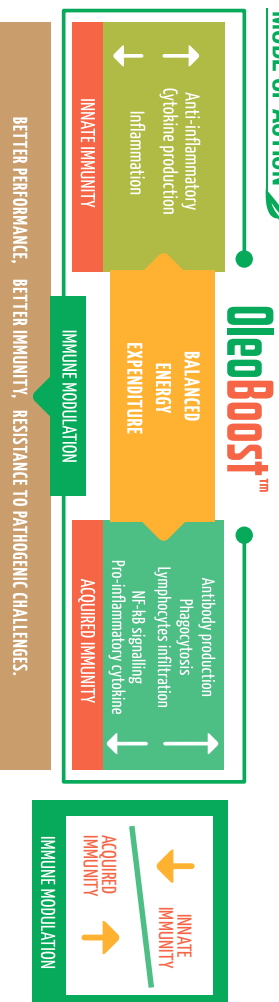 MODE OF ACTION
OleoBoost™
Anti-inflammatory
Cytokine production
Inflammation
INNATE IMMUNITY
BALANCED
ENERGY
EXPENDITURE
Antibody production
Phagocytosis
Lymphocytes infiltration
NF-kB signalling
Pro-inflammatory cytokine
ACQUIRED IMMUNITY
IMMUNE MODULATION
BETTER PERFORMANCE, BETTER IMMUNITY, RESISTANCE TO PATHOGENIC CHALLENGES.
INNATE
IMMUNITY
ACQUIRED
IMMUNITY
IMMUNE MODULATION